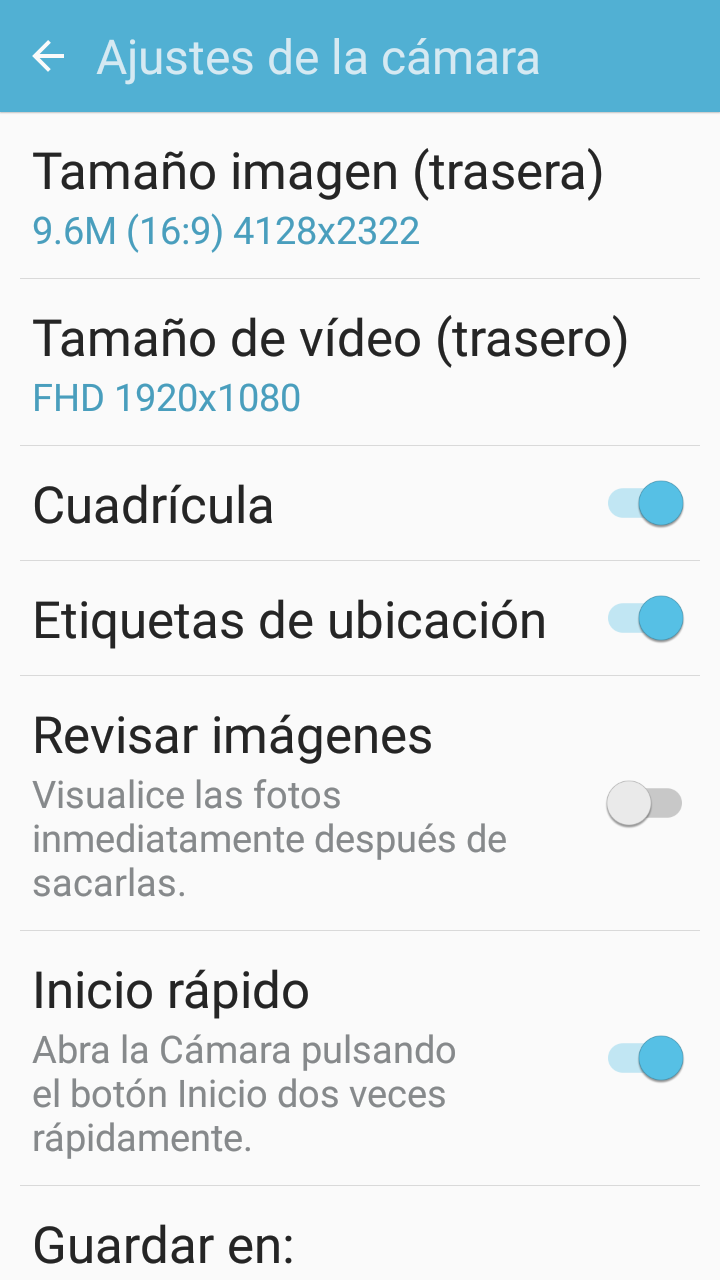 Ajustes de la cámara
Tamaño imagen (trasera)
9.6M (16:9) 4128x2322
Tamaño de vídeo (trasero)
FHD 1920x1080
Cuadrícula
Etiquetas de ubicación
Revisar imágenes
Visualice las fotos
inmediatamente después de
sacarlas.
Inicio rápido
Abra la Cámara pulsando
el botón Inicio dos veces
rápidamente.
Guardar en: